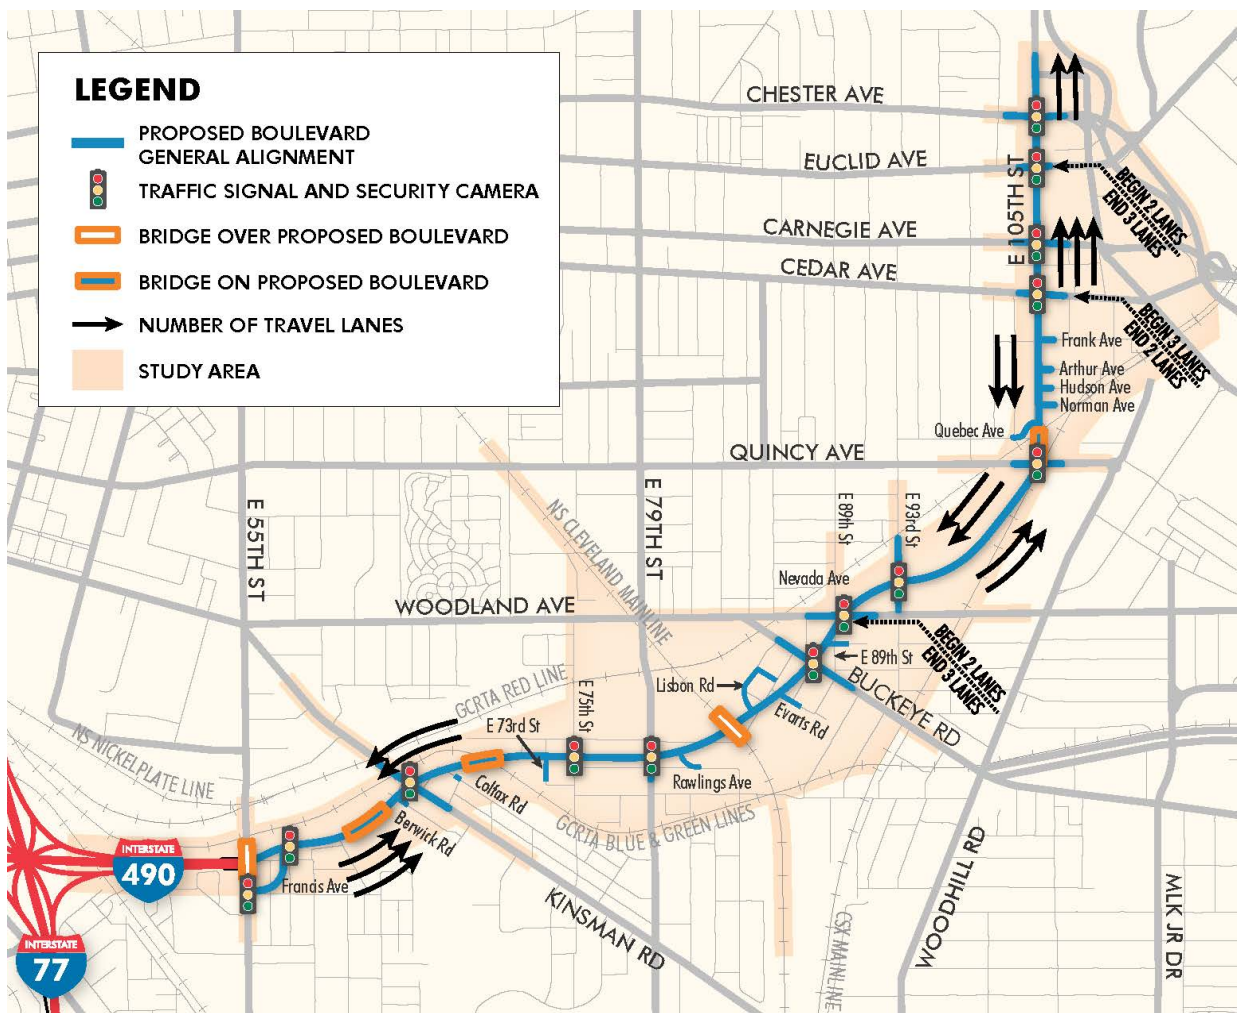 LEGEND
PROPOSED BOULEVARD
GENERAL ALIGNMENT
TRAFFIC SIGNAL AND SECURITY CAMERA
BRIDGE OVER PROPOSED BOULEVARD
BRIDGE ON PROPOSED BOULEVARD
NUMBER OF TRAVEL LANES
STUDY AREA
CHESTER AVE
EUCLID AVE
BEGIN 2 LANES
END 3 LANES
E 105TH ST
CARNEGIE AVE
CEDAR AVE
BEGIN 3 LANES
END 2 LANES
Frank Ave
Arthur Ave
Hudson Ave
Norman Ave
Quebec Ave
QUINCY AVE
E 55TH ST
NS CLEVELAND MAINLINE
E 79TH ST
E 89th St
E 93rd St
Nevada Ave
WOODLAND AVE
BEGIN 2 LANES
END 3 LANES
E 89th St
BUCKEYE RD
Lisbon Rd
Evarts Rd
GCRTA RED LINE
E 75th St
E 73rd St
NS NICKELPLATE LINE
Colfax Rd
Rawlings Ave
GCRTA BLUE & GREEN LINES
Berwick Rd
INTERSTATE
490
Francis Ave
KINSMAN RD
WOODHILL RD
CSX MAINLINE
MLK JR DR
INTERSTATE
77